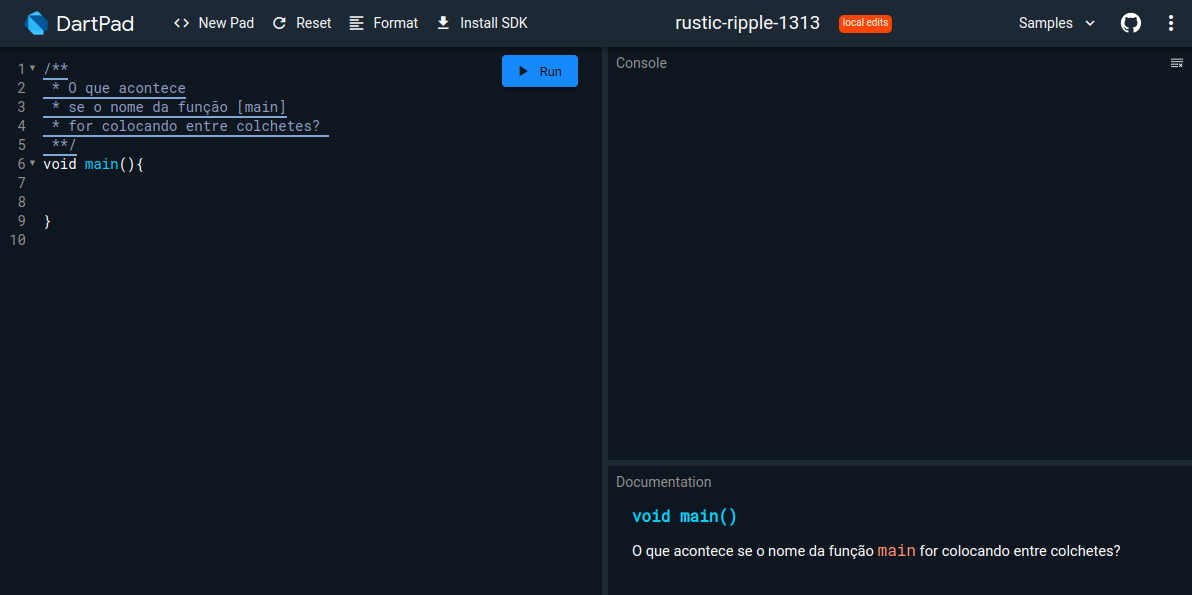 DartPad <> New Pad Reset Format Install SDK rustic-ripple-1313 local edits Samples
Run
1 /**
2  * O que acontece
3  * se o nome da função [main]
4  * for colocando entre colchetes?
5  **/
6 void main(){
7
8
9 }
10
Console
Documentation
void main()
O que acontece se o nome da função main for colocando entre colchetes?